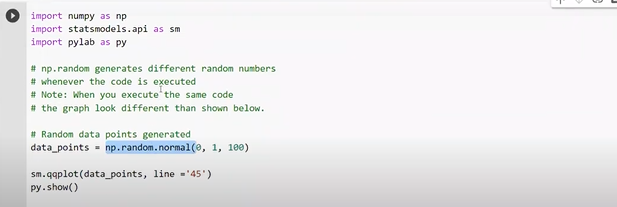 import numpy as np
import statsmodels.api as sm
import pylab as py
# np.random generates different random numbers
# whenever the code is executed
# Note: When you execute the same code
# the graph look different than shown below.
# Random data points generated
data_points = np.random.normal(0, 1, 100)
sm.qqplot(data_points, line ='45')
py.show()